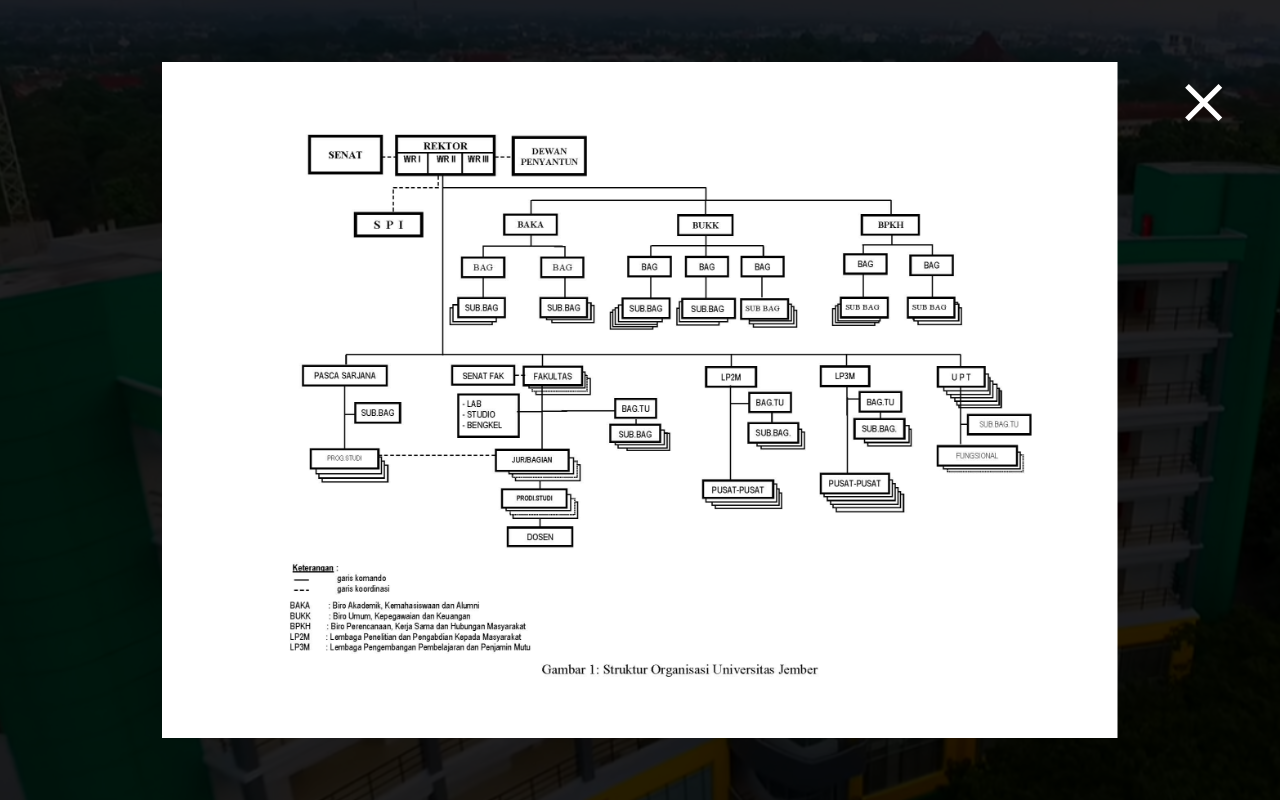 SENAT
REKTOR
WR I WR II WR III
DEWAN
PENYANTUN
S P I
BAKA
BUKK
BPKH
BAG
BAG
BAG
BAG
BAG
BAG
BAG
SUB.BAG
SUB.BAG
SUB.BAG
SUB.BAG
SUB BAG
SUB BAG
SUB BAG
PASCA SARJANA
SENAT FAK
FAKULTAS
LP2M
LP3M
U P T
SUB.BAG
- LAB
- STUDIO
- BENGKEL
BAG.TU
SUB.BAG
BAG.TU
SUB.BAG.
BAG.TU
SUB.BAG.
SUB.BAG.TU
PROG.STUDI
JUR/BAGIAN
FUNGSIONAL
PRODI.STUDI
PUSAT-PUSAT
PUSAT-PUSAT
DOSEN
Keterangan :
garis komando
garis koordinasi
BAKA : Biro Akademik, Kemahasiswaan dan Alumni
BUKK : Biro Umum, Kepegawaian dan Keuangan
BPKH : Biro Perencanaan, Kerja Sama dan Hubungan Masyarakat
LP2M : Lembaga Penelitian dan Pengabdian Kepada Masyarakat
LP3M : Lembaga Pengembangan Pembelajaran dan Penjamin Mutu
Gambar 1: Struktur Organisasi Universitas Jember